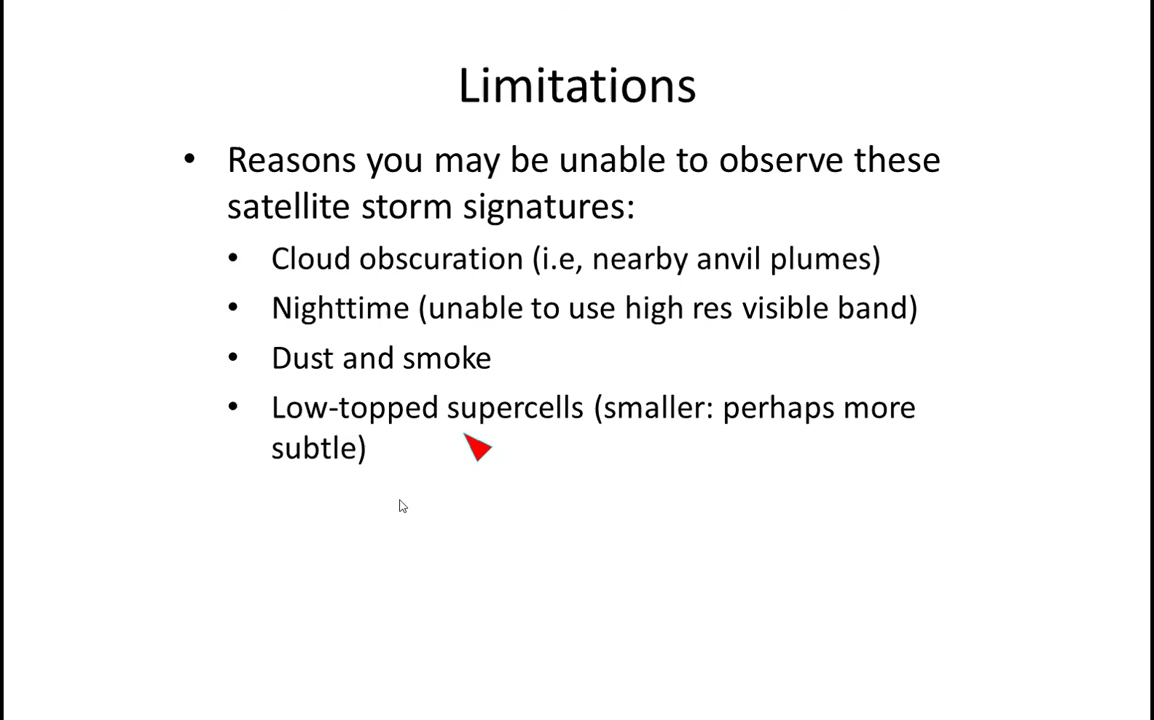 Limitations
• Reasons you may be unable to observe these
satellite storm signatures:
• Cloud obscuration (i.e, nearby anvil plumes)
• Nighttime (unable to use high res visible band)
• Dust and smoke
• Low-topped supercells (smaller: perhaps more
subtle)